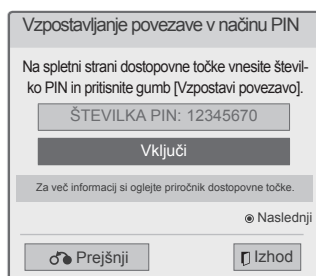 Vzpostavljanje povezave v načinu PIN
Na spletni strani dostopovne točke vnesite števil-
ko PIN in pritisnite gumb [Vzpostavi povezavo].
ŠTEVILKA PIN: 12345670
Vključi
Za več informacij si oglejte priročnik dostopovne točke.
Naslednji
Prejšnji
Izhod